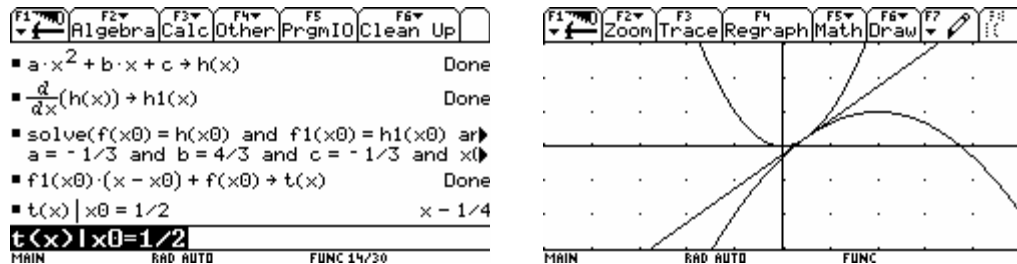 F1 F2 F3 F4 F5 F6
Algebra Calc Other PrgmIO Clean Up
a·x² + b·x + c → h(x) Done
d/dx(h(x)) → h1(x) Done
solve(f(x0) = h(x0) and f1(x0) = h1(x0) an
a = -1/3 and b = 4/3 and c = -1/3 and x(
f1(x0)·(x - x0) + f(x0) → t(x) Done
t(x) | x0 = 1/2 x - 1/4
t(x)|x0=1/2
MAIN RAD AUTO FUNC 14/30
F1 F2 F3 F4 F5 F6 F7
Zoom Trace Regraph Math Draw
MAIN RAD AUTO FUNC